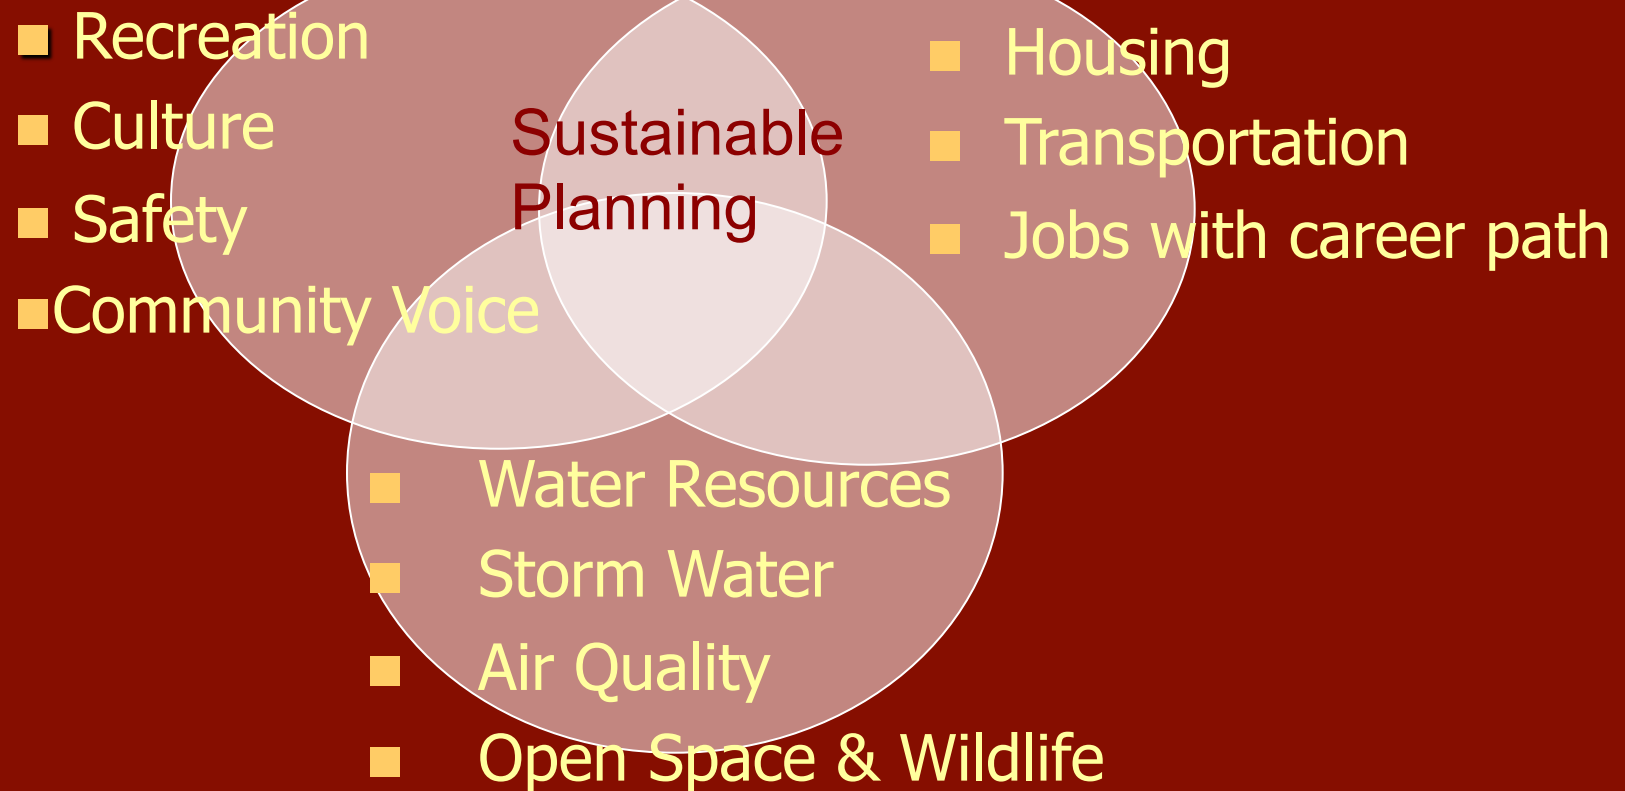 Recreation
Culture
Safety
Community Voice
Sustainable
Planning
Housing
Transportation
Jobs with career path
Water Resources
Storm Water
Air Quality
Open Space & Wildlife